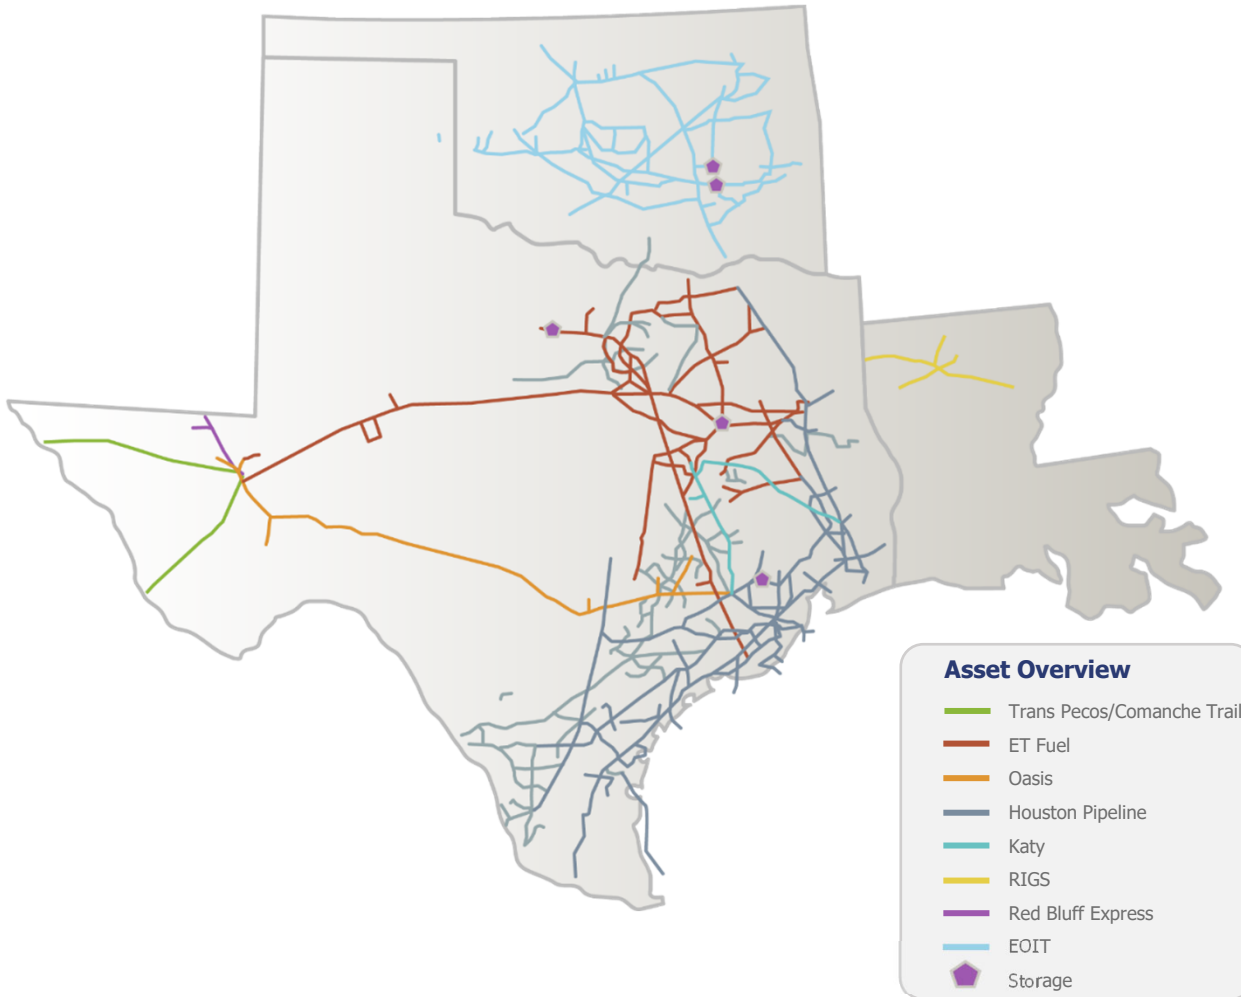 Asset Overview
Trans Pecos/Comanche Trail
ET Fuel
Oasis
Houston Pipeline
Katy
RIGS
Red Bluff Express
EOIT
Storage